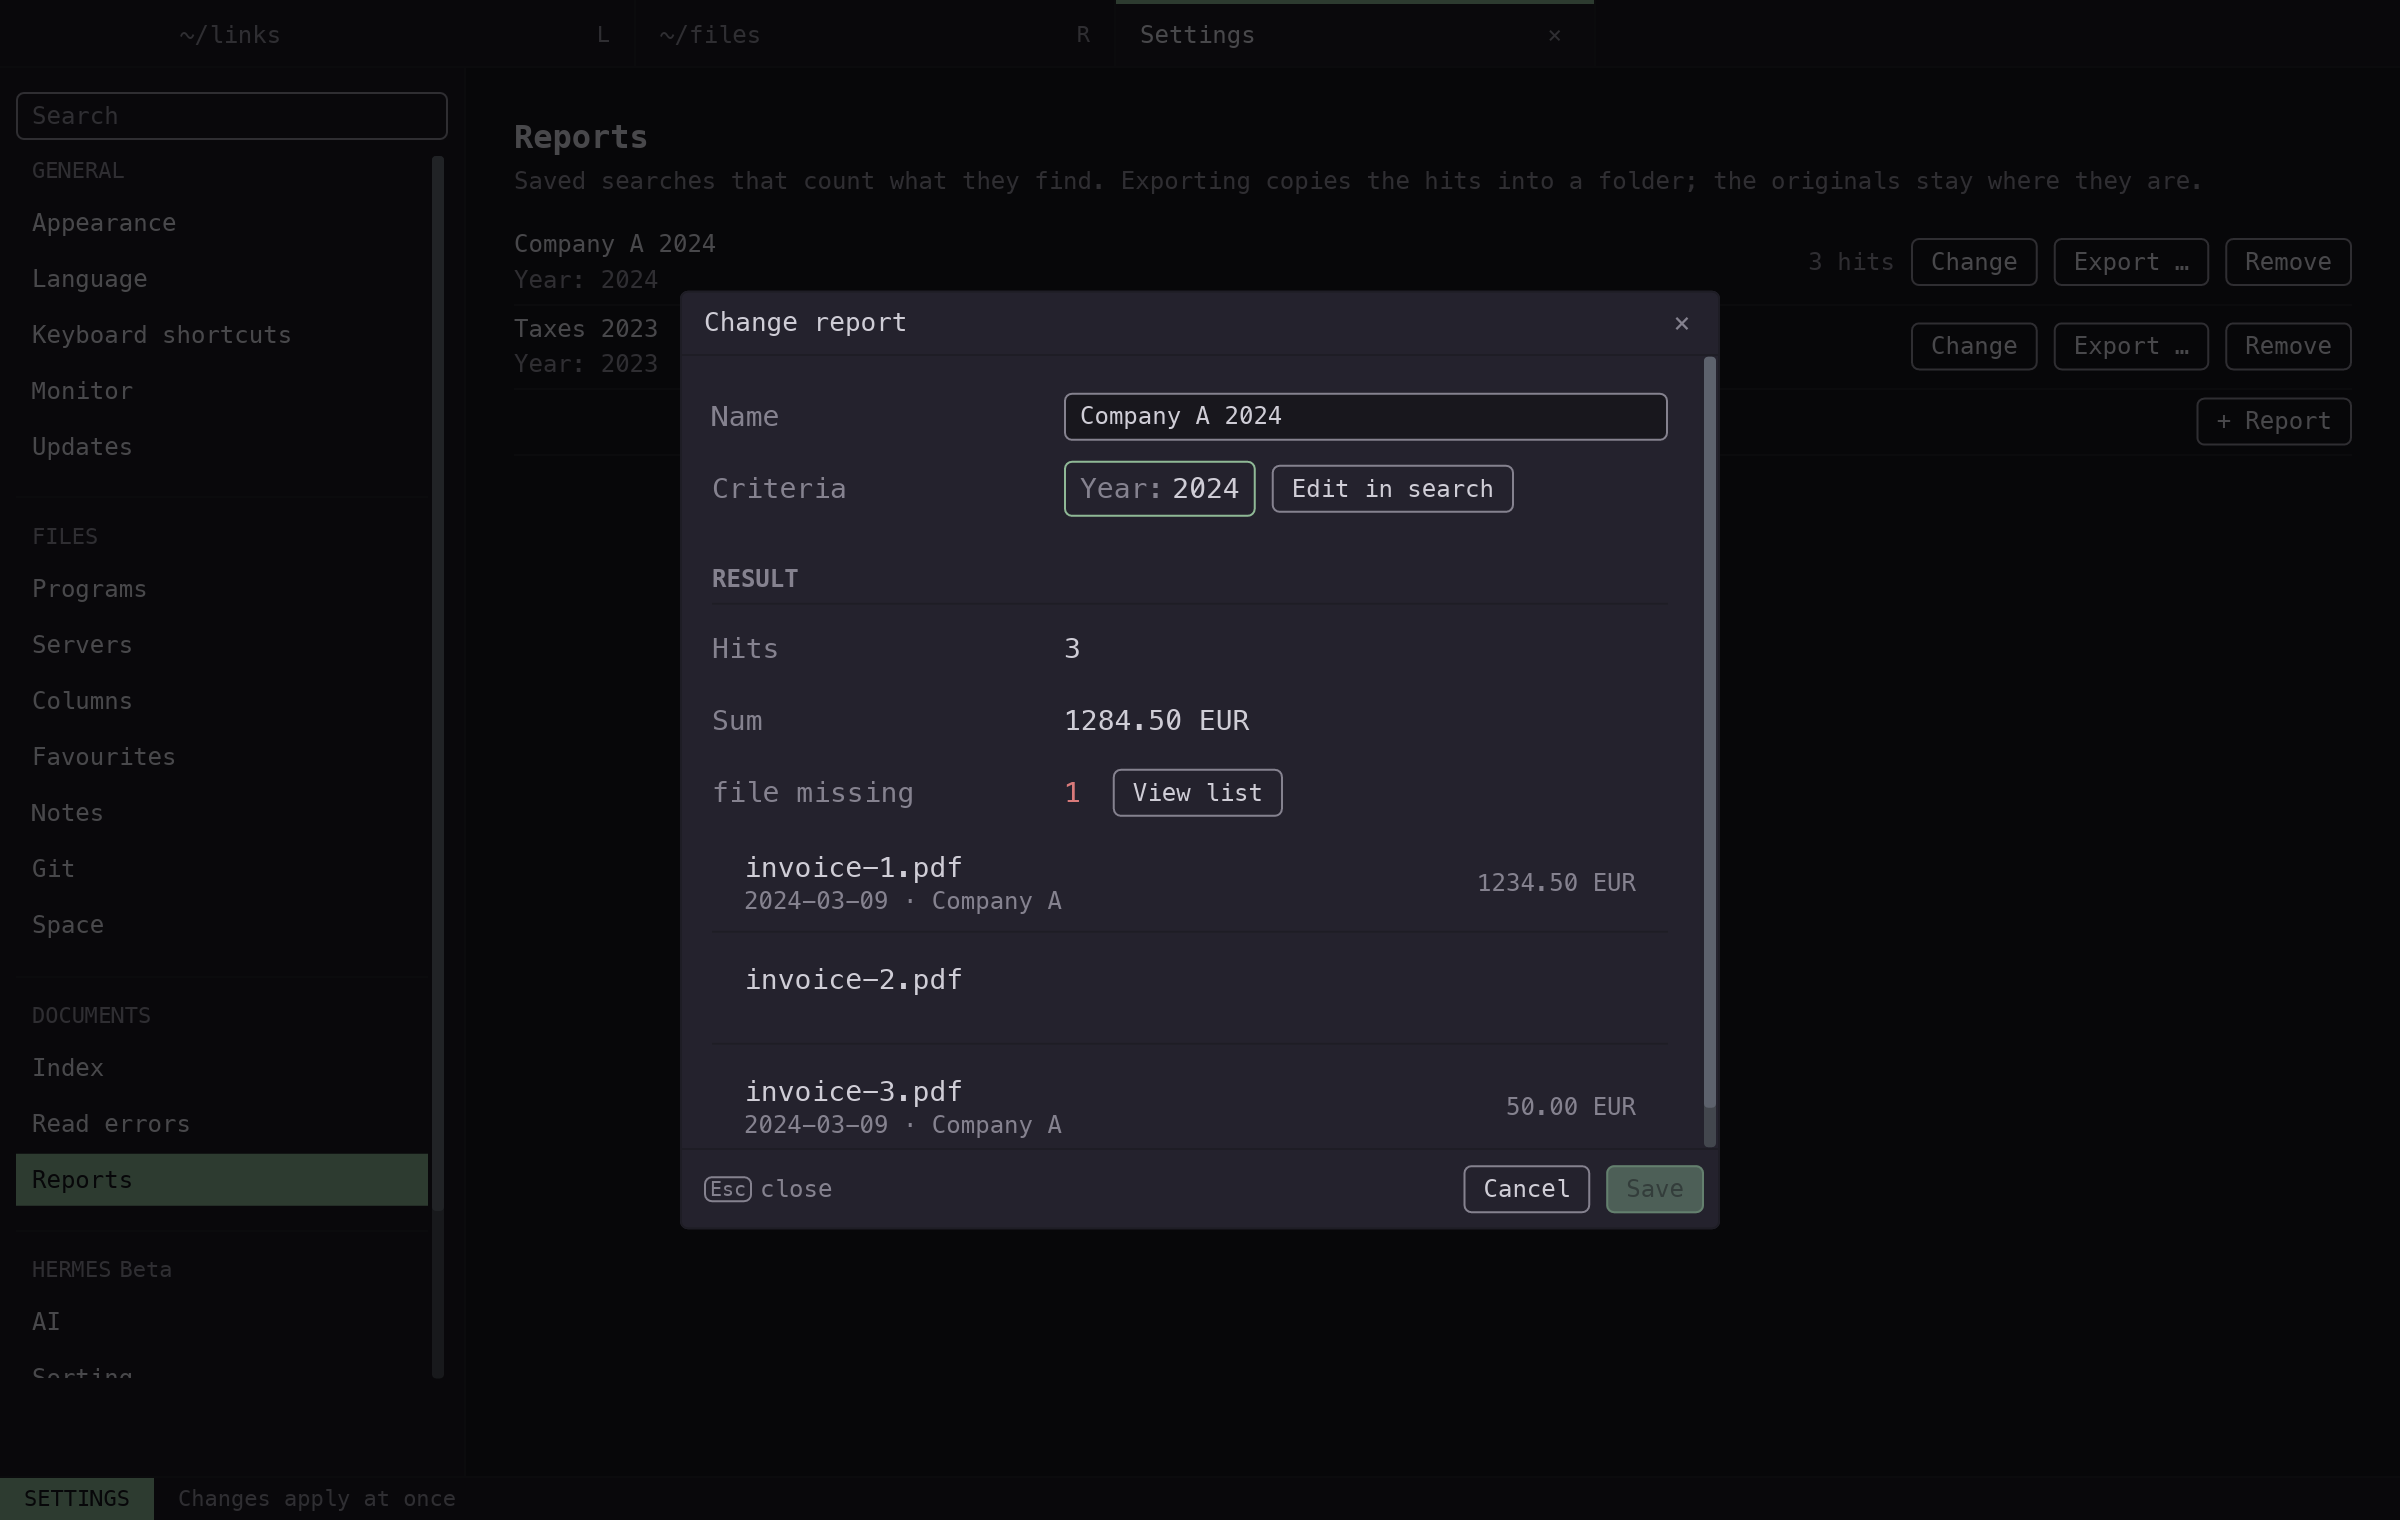 ~/links L ~/files R Settings ×
Search
GENERAL
Appearance
Language
Keyboard shortcuts
Monitor
Updates
FILES
Programs
Servers
Columns
Favourites
Notes
Git
Space
DOCUMENTS
Index
Read errors
Reports
HERMES Beta
AI
Sorting
Reports
Saved searches that count what they find. Exporting copies the hits into a folder; the originals stay where they are.
Company A 2024
Year: 2024
3 hits Change Export … Remove
Taxes 2023
Year: 2023
Change Export … Remove
+ Report
Change report ×
Name Company A 2024
Criteria Year: 2024 Edit in search
RESULT
Hits 3
Sum 1284.50 EUR
file missing 1 View list
invoice-1.pdf
2024-03-09 · Company A
1234.50 EUR
invoice-2.pdf
invoice-3.pdf
2024-03-09 · Company A
50.00 EUR
Esc close Cancel Save
SETTINGS Changes apply at once